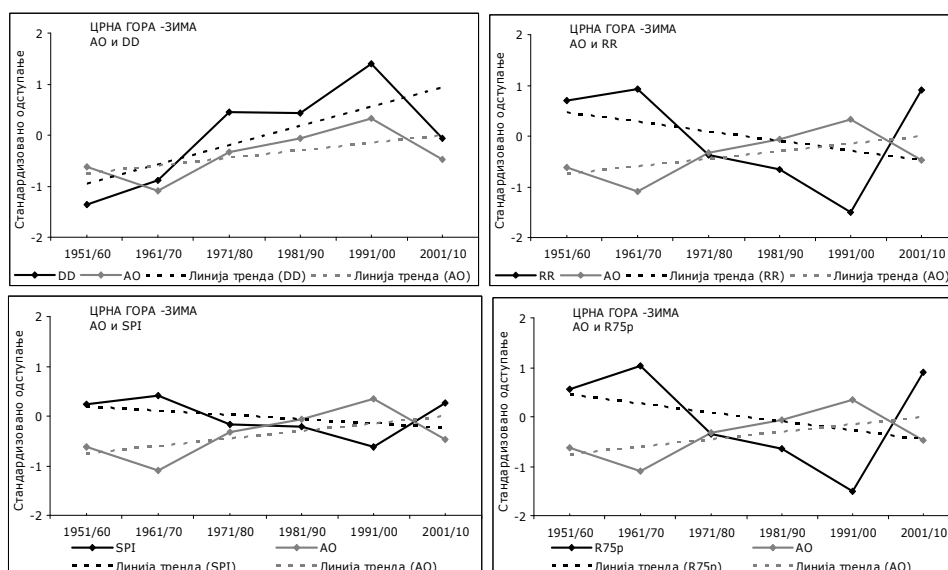 ЦРНА ГОРА -ЗИМА
АО и DD
Стандардизовано одступање
2
1
0
-1
-2
1951/60 1961/70 1971/80 1981/90 1991/00 2001/10
DD АО Линија тренда (DD) Линија тренда (АО)
ЦРНА ГОРА -ЗИМА
АО и RR
Стандардизовано одступање
2
1
0
-1
-2
1951/60 1961/70 1971/80 1981/90 1991/00 2001/10
RR АО Линија тренда (RR) Линија тренда (АО)
ЦРНА ГОРА -ЗИМА
АО и SPI
Стандардизовано одступање
2
1
0
-1
-2
1951/60 1961/70 1971/80 1981/90 1991/00 2001/10
SPI АО
Линија тренда (SPI) Линија тренда (АО)
ЦРНА ГОРА -ЗИМА
АО и R75p
Стандардизовано одступање
2
1
0
-1
-2
1951/60 1961/70 1971/80 1981/90 1991/00 2001/10
R75p АО
Линија тренда (R75p) Линија тренда (АО)